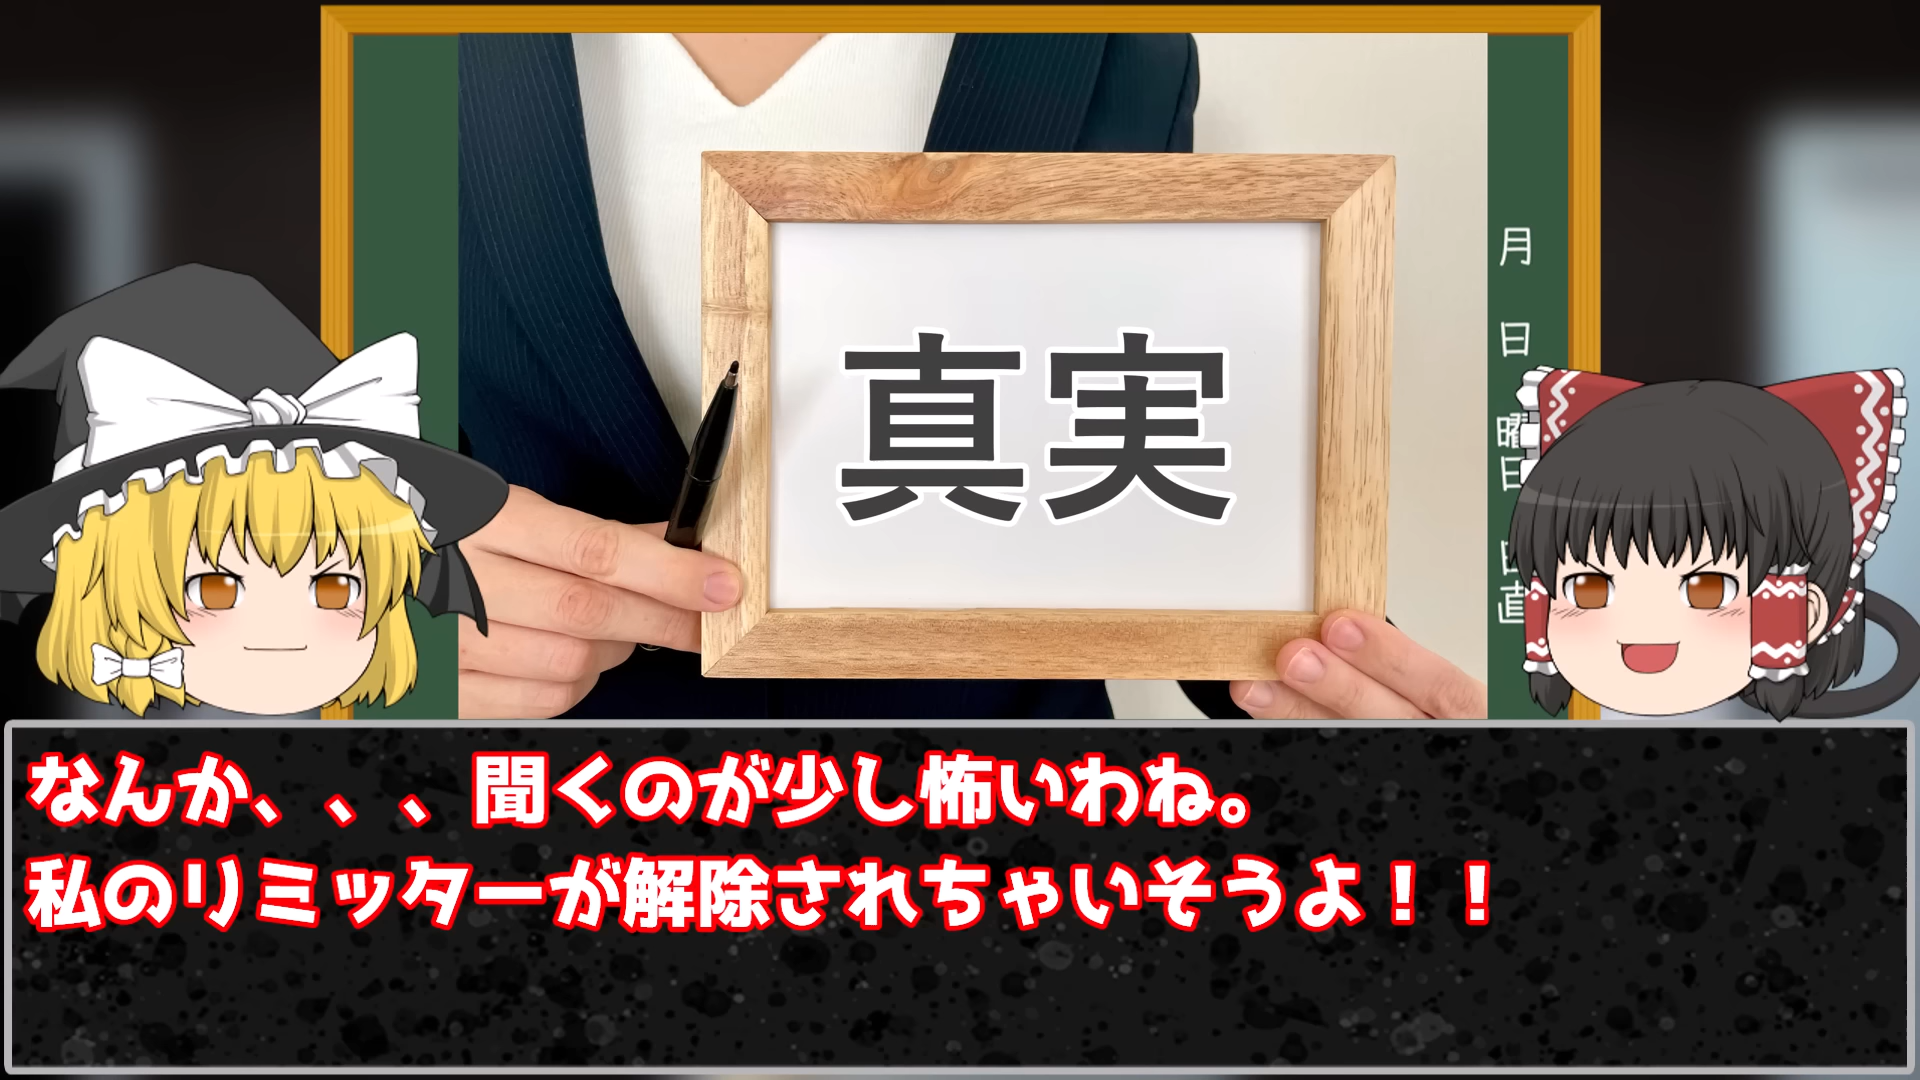 真実
月
日
曜
日
日
直
なんか、、、聞くのが少し怖いわね。
私のリミッターが解除されちゃいそうよ！！